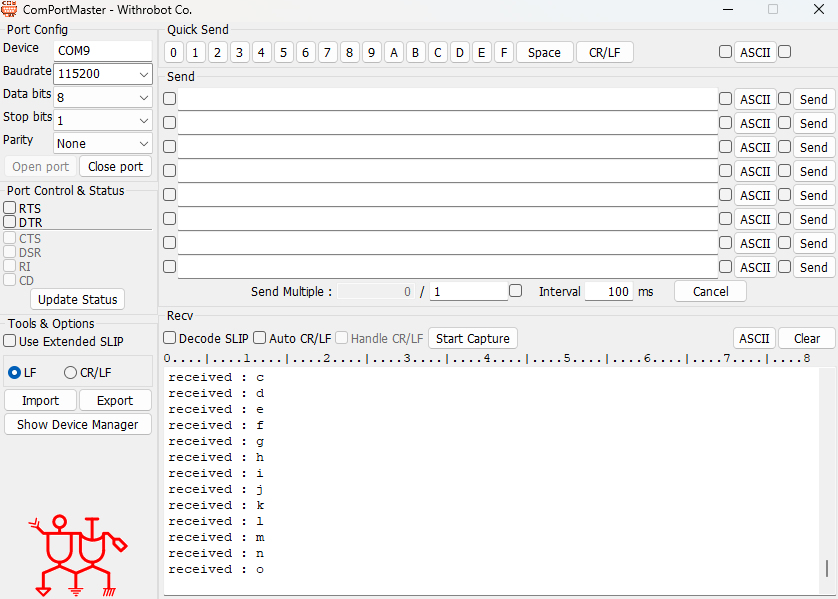 ComPortMaster - Withrobot Co.
Port Config
Device COM9
Baudrate 115200
Data bits 8
Stop bits 1
Parity None
Open port Close port
Port Control & Status
RTS
DTR
CTS
DSR
RI
CD
Update Status
Tools & Options
Use Extended SLIP
LF CR/LF
Import Export
Show Device Manager
Quick Send
0 1 2 3 4 5 6 7 8 9 A B C D E F Space CR/LF ASCII
Send
ASCII Send
ASCII Send
ASCII Send
ASCII Send
ASCII Send
ASCII Send
ASCII Send
ASCII Send
Send Multiple : 0 / 1 Interval 100 ms Cancel
Recv
Decode SLIP Auto CR/LF Handle CR/LF Start Capture ASCII Clear
0....|....1....|....2....|....3....|....4....|....5....|....6....|....7....|....8
received : c
received : d
received : e
received : f
received : g
received : h
received : i
received : j
received : k
received : l
received : m
received : n
received : o